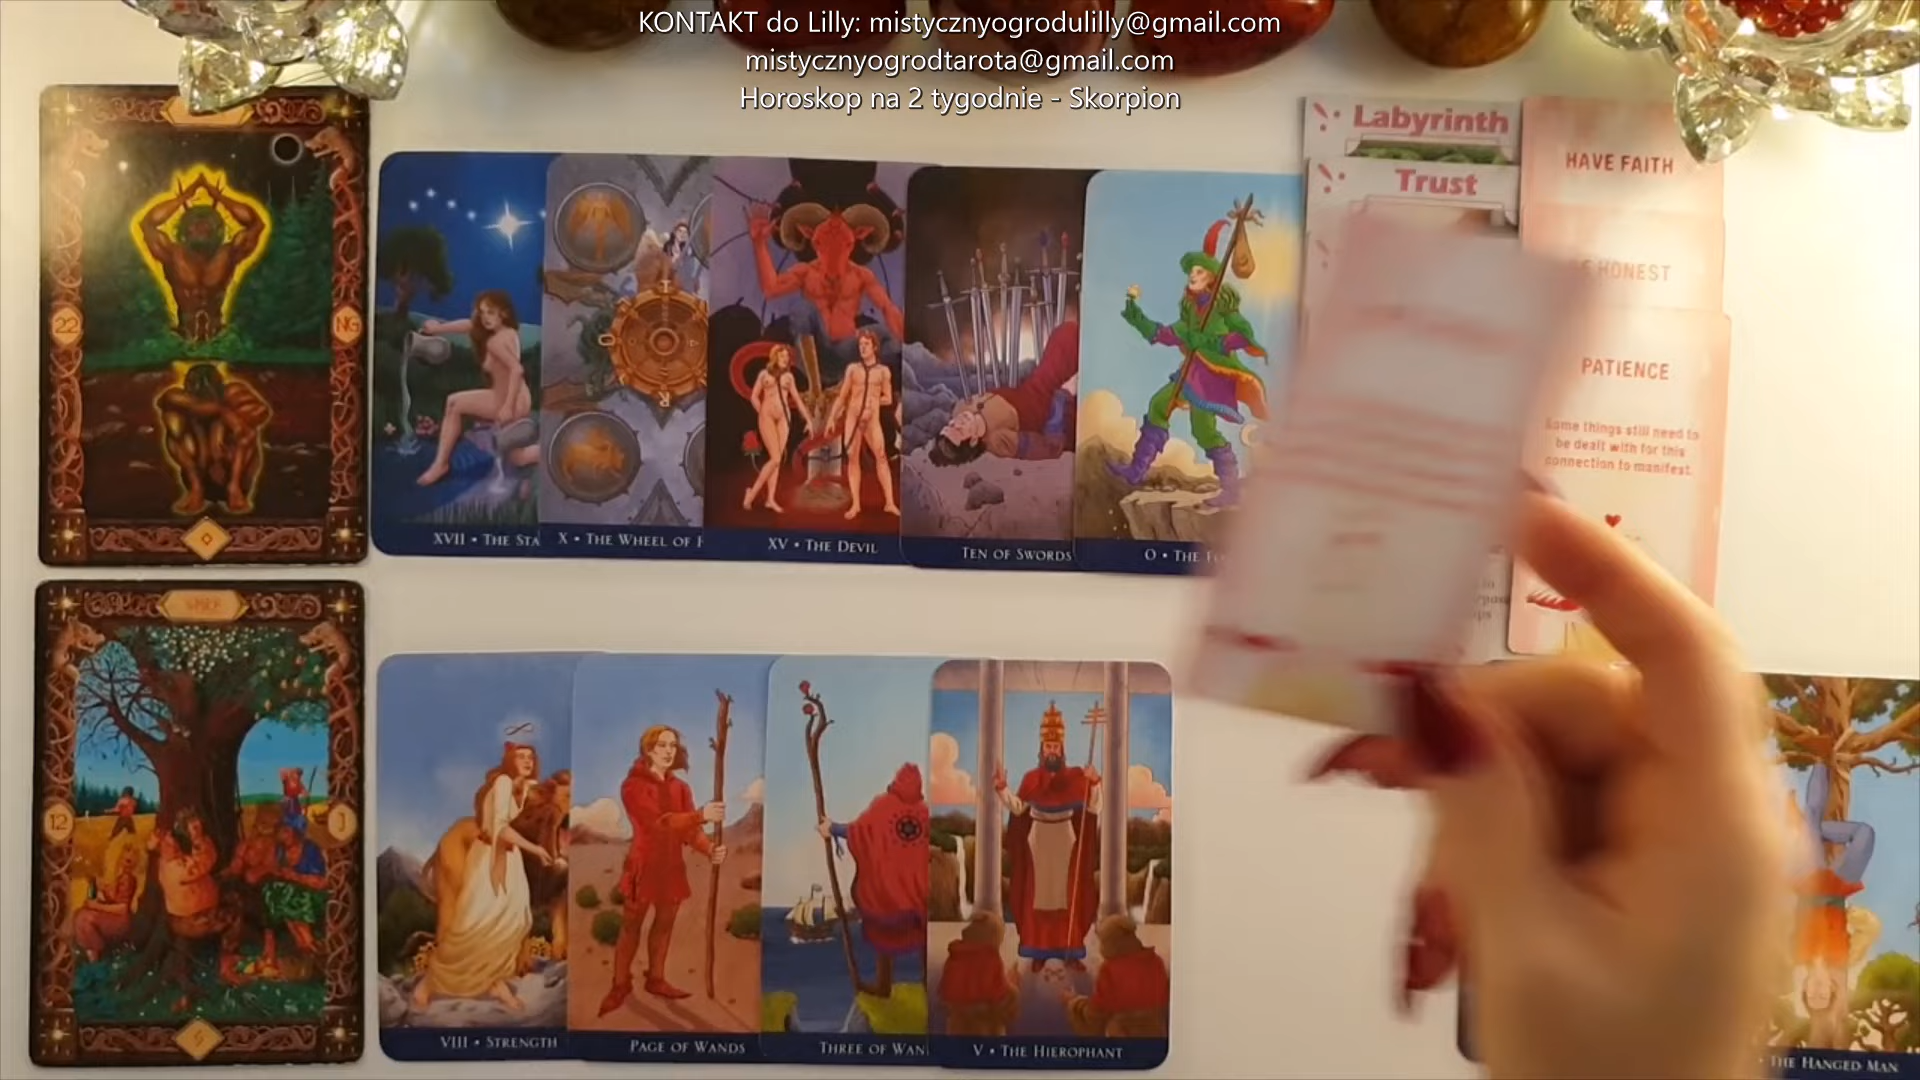 KONTAKT do Lilly: mistycznyogrodulilly@gmail.com
mistycznyogrodtarota@gmail.com
Horoskop na 2 tygodnie - Skorpion
Labyrinth
Trust
HAVE FAITH
HONEST
PATIENCE
Some things still need to
be dealt with for this
connection to manifest.
22
NG
XVII • THE STA
X • THE WHEEL OF F
XV • THE DEVIL
TEN OF SWORDS
O • THE F
12
J
VIII • STRENGTH
PAGE OF WANDS
THREE OF WAN
V • THE HIEROPHANT
• THE HANGED MAN